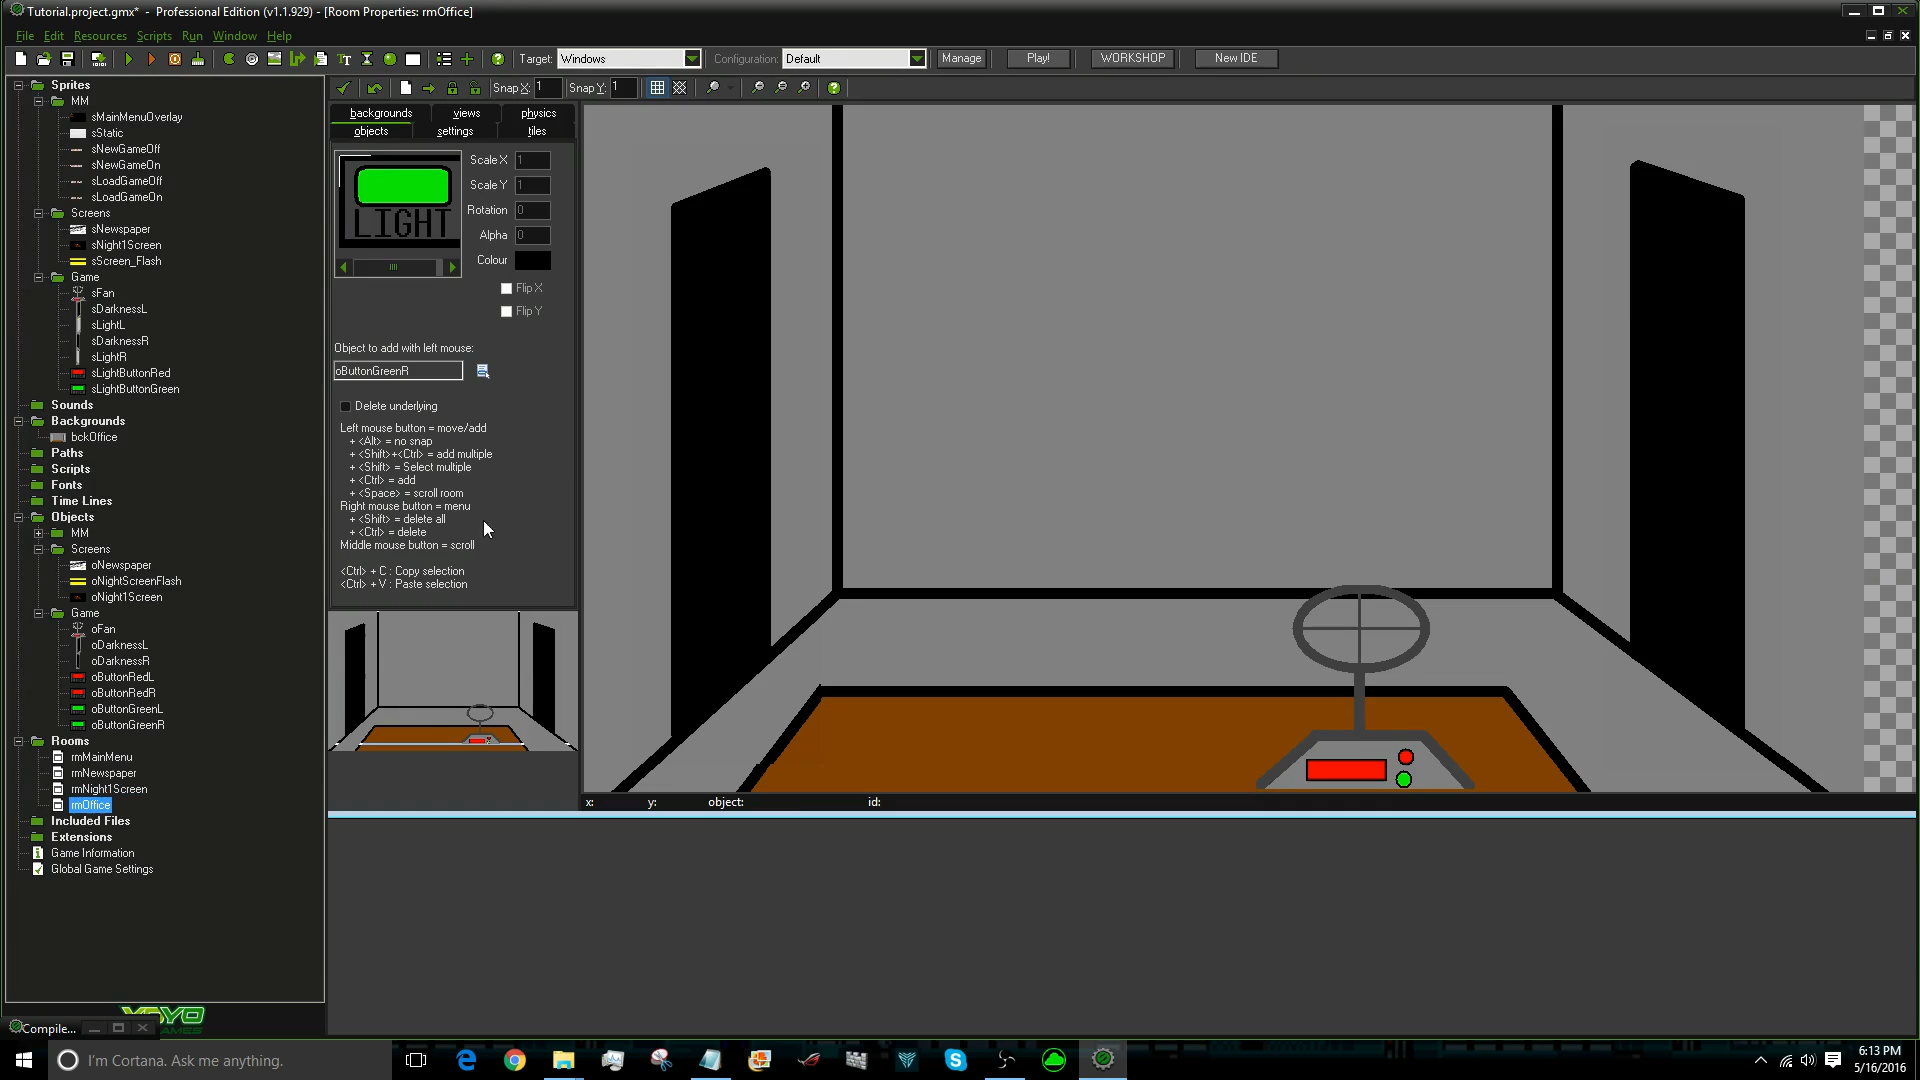 Tutorial.project.gmx* - Professional Edition (v1.1.929) - [Room Properties: rmOffice]
File Edit Resources Scripts Run Window Help
Target: Windows Configuration: Default Manage Play! WORKSHOP New IDE
Snap X: 1 Snap Y: 1
Sprites
MM
sMainMenuOverlay
sStatic
sNewGameOff
sNewGameOn
sLoadGameOff
sLoadGameOn
Screens
sNewspaper
sNight1Screen
sScreen_Flash
Game
sFan
sDarknessL
sLightL
sDarknessR
sLightR
sLightButtonRed
sLightButtonGreen
Sounds
Backgrounds
bckOffice
Paths
Scripts
Fonts
Time Lines
Objects
MM
Screens
oNewspaper
oNightScreenFlash
oNight1Screen
Game
oFan
oDarknessL
oDarknessR
oButtonRedL
oButtonRedR
oButtonGreenL
oButtonGreenR
Rooms
rmMainMenu
rmNewspaper
rmNight1Screen
rmOffice
Included Files
Extensions
Game Information
Global Game Settings
YOYO
GAMES
Compile...
backgrounds views physics
objects settings tiles
LIGHT
Scale X 1
Scale Y 1
Rotation 0
Alpha 0
Colour
Flip X
Flip Y
Object to add with left mouse:
oButtonGreenR
Delete underlying
Left mouse button = move/add
+ <Alt> = no snap
+ <Shift>+<Ctrl> = add multiple
+ <Shift> = Select multiple
+ <Ctrl> = add
+ <Space> = scroll room
Right mouse button = menu
+ <Shift> = delete all
+ <Ctrl> = delete
Middle mouse button = scroll
<Ctrl> + C : Copy selection
<Ctrl> + V : Paste selection
x: y: object: id:
I'm Cortana. Ask me anything.
6:13 PM
5/16/2016